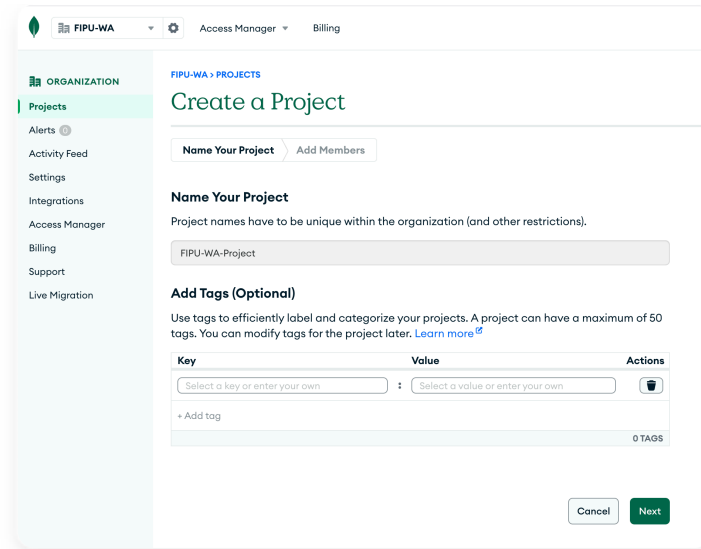 FIPU-WA
Access Manager
Billing
ORGANIZATION
Projects
Alerts 0
Activity Feed
Settings
Integrations
Access Manager
Billing
Support
Live Migration
FIPU-WA > PROJECTS
Create a Project
Name Your Project
Add Members
Name Your Project
Project names have to be unique within the organization (and other restrictions).
FIPU-WA-Project
Add Tags (Optional)
Use tags to efficiently label and categorize your projects. A project can have a maximum of 50
tags. You can modify tags for the project later. Learn more
Key Value Actions
Select a key or enter your own : Select a value or enter your own
+ Add tag
0 TAGS
Cancel Next